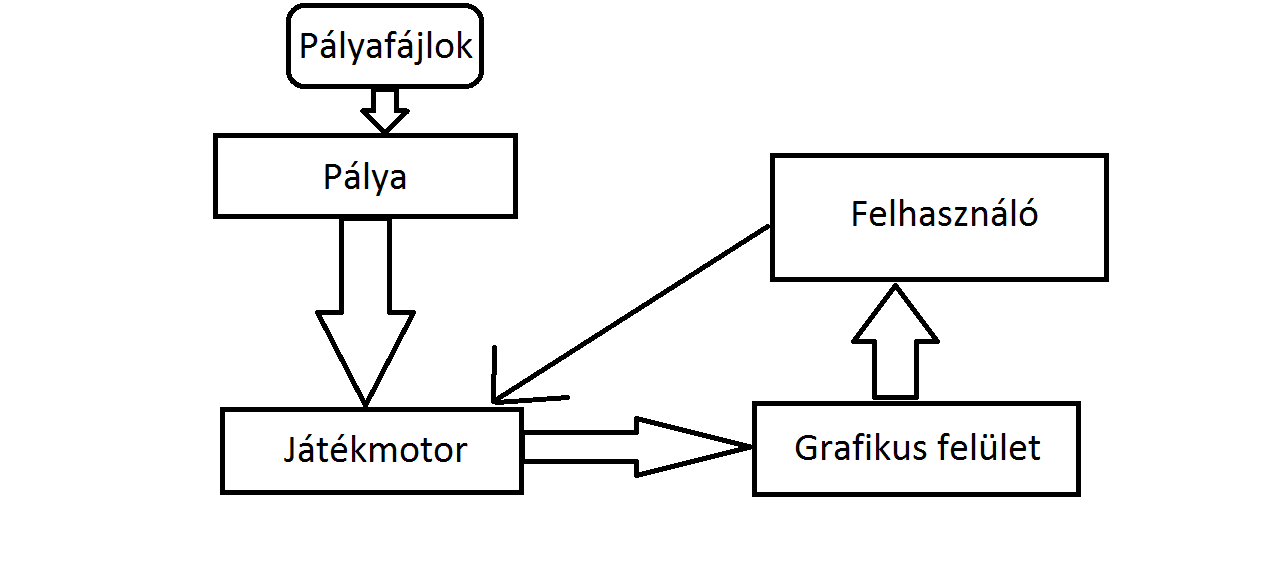 Pályafájlok
Pálya
Felhasználó
Játékmotor
Grafikus felület